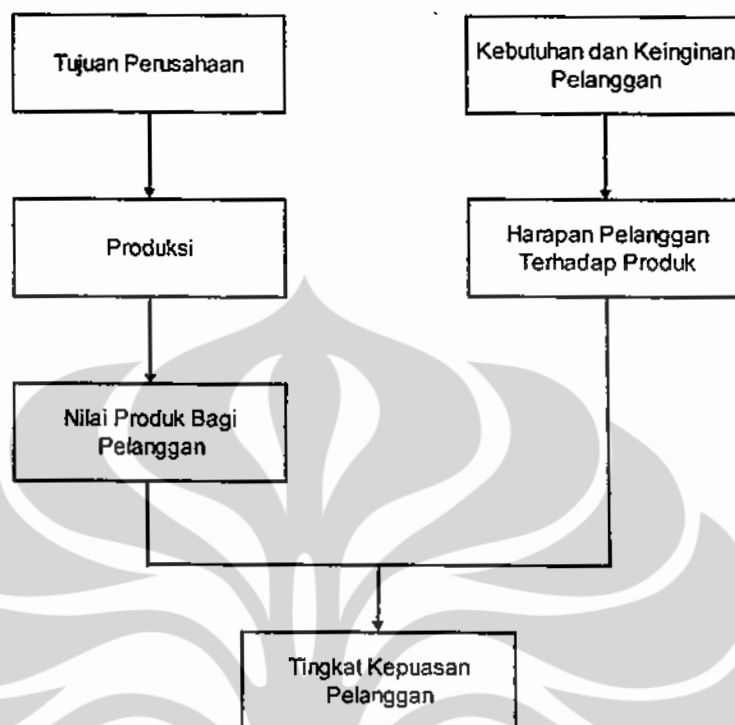 Tujuan Perusahaan
Kebutuhan dan Keinginan
Pelanggan
Produksi
Harapan Pelanggan
Terhadap Produk
Nilai Produk Bagi
Pelanggan
Tingkat Kepuasan
Pelanggan